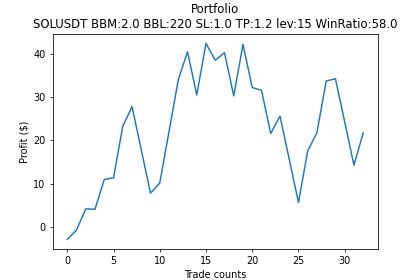 Portfolio
SOLUSDT BBM:2.0 BBL:220 SL:1.0 TP:1.2 lev:15 WinRatio:58.0
40
30
20
10
0
Profit ($)
0 5 10 15 20 25 30
Trade counts